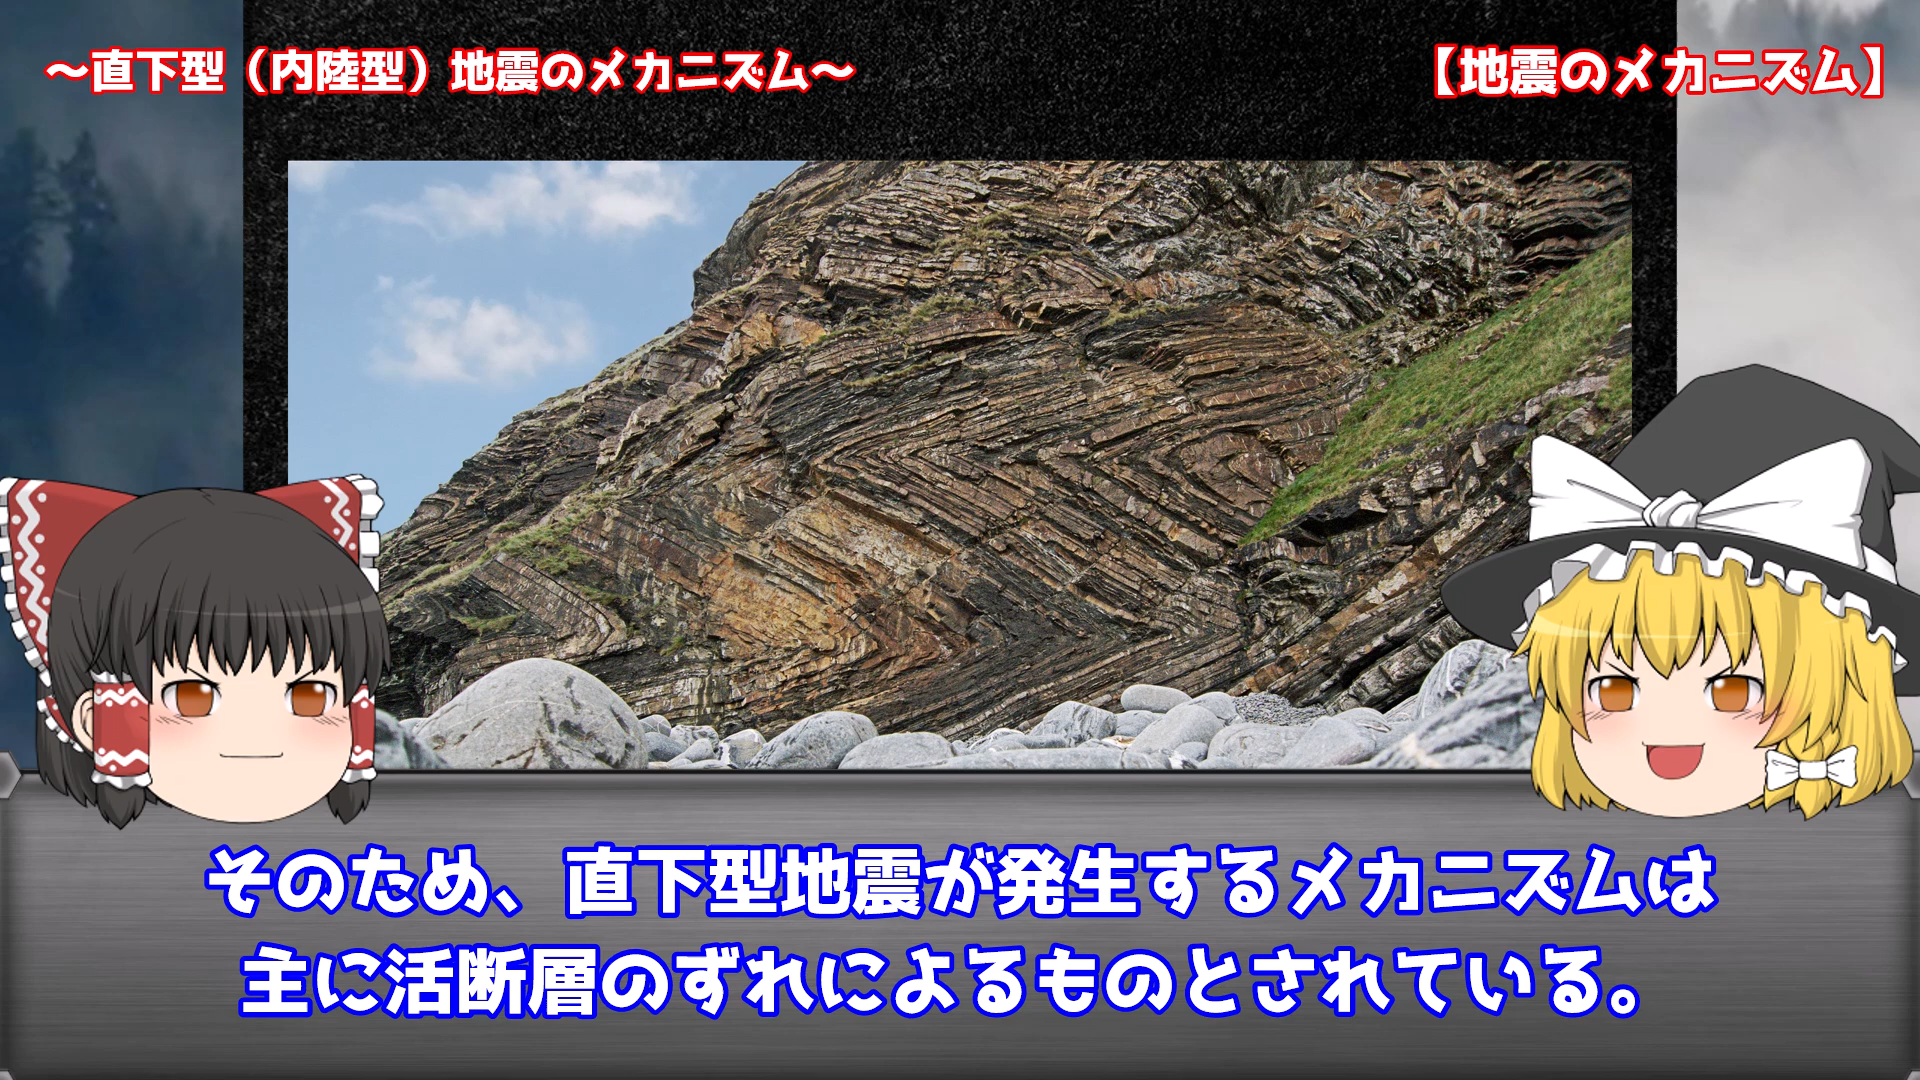 ～直下型（内陸型）地震のメカニズム～
【地震のメカニズム】
そのため、直下型地震が発生するメカニズムは
主に活断層のずれによるものとされている。